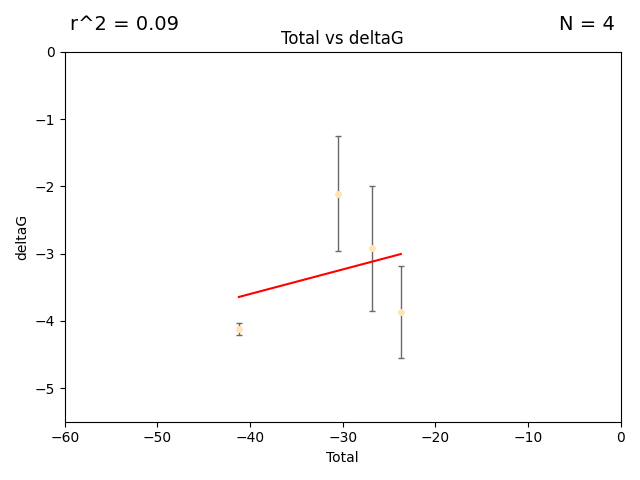 r^2 = 0.09
N = 4
Total vs deltaG
0
−1
−2
−3
−4
−5
deltaG
−60
−50
−40
−30
−20
−10
0
Total